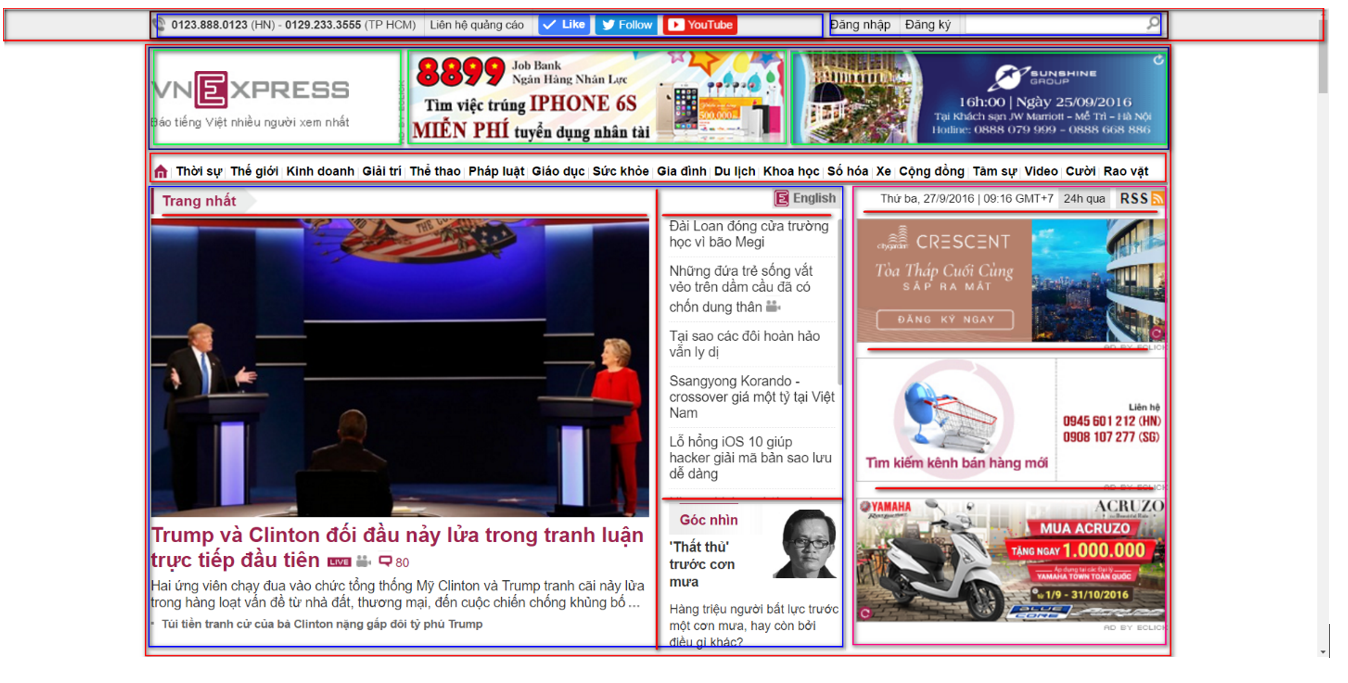 0123.888.0123 (HN) - 0129.233.3555 (TP HCM) Liên hệ quảng cáo Like Follow YouTube Đăng nhập Đăng ký
VNEXPRESS
Báo tiếng Việt nhiều người xem nhất
8899 Job Bank
Ngân Hàng Nhân Lực
Tìm việc trúng IPHONE 6S
MIỄN PHÍ tuyển dụng nhân tài
500.000
AD BY ECLICK
SUNSHINE
GROUP
16h:00 | Ngày 25/09/2016
Tại Khách sạn JW Marriott - Mễ Trì - Hà Nội
Hotline: 0888 079 999 - 0888 668 886
Thời sự Thế giới Kinh doanh Giải trí Thể thao Pháp luật Giáo dục Sức khỏe Gia đình Du lịch Khoa học Số hóa Xe Cộng đồng Tâm sự Video Cười Rao vặt
Trang nhất
Trump và Clinton đối đầu nảy lửa trong tranh luận
trực tiếp đầu tiên LIVE 80
Hai ứng viên chạy đua vào chức tổng thống Mỹ Clinton và Trump tranh cãi nảy lửa
trong hàng loạt vấn đề từ nhà đất, thương mại, đến cuộc chiến chống khủng bố ...
Túi tiền tranh cử của bà Clinton nặng gấp đôi tỷ phú Trump
E English
Đài Loan đóng cửa trường
học vì bão Megi
Những đứa trẻ sống vắt
vẻo trên dầm cầu đã có
chốn dung thân
Tại sao các đôi hoàn hảo
vẫn ly dị
Ssangyong Korando -
crossover giá một tỷ tại Việt
Nam
Lỗ hổng iOS 10 giúp
hacker giải mã bản sao lưu
dễ dàng
Góc nhìn
'Thất thủ'
trước cơn
mưa
Hàng triệu người bất lực trước
một cơn mưa, hay còn bởi
điều gì khác?
Thứ ba, 27/9/2016 | 09:16 GMT+7 24h qua RSS
citygarden CRESCENT
Tòa Tháp Cuối Cùng
SẮP RA MẮT
ĐĂNG KÝ NGAY
AD BY ECLICK
Liên hệ
0945 601 212 (HN)
0908 107 277 (SG)
Tìm kiếm kênh bán hàng mới
AD BY ECLICK
YAMAHA ACRUZO
MUA ACRUZO
TẶNG NGAY 1.000.000
Áp dụng tại các Đại lý
YAMAHA TOWN TOÀN QUỐC
1/9 - 31/10/2016
BLUE CORE
AD BY ECLICK